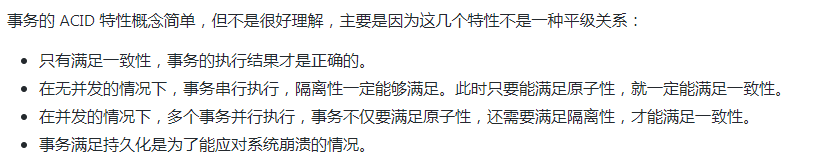 事务的 ACID 特性概念简单，但不是很好理解，主要是因为这几个特性不是一种平级关系：
• 只有满足一致性，事务的执行结果才是正确的。
• 在无并发的情况下，事务串行执行，隔离性一定能够满足。此时只要能满足原子性，就一定能满足一致性。
• 在并发的情况下，多个事务并行执行，事务不仅要满足原子性，还需要满足隔离性，才能满足一致性。
• 事务满足持久化是为了能应对系统崩溃的情况。